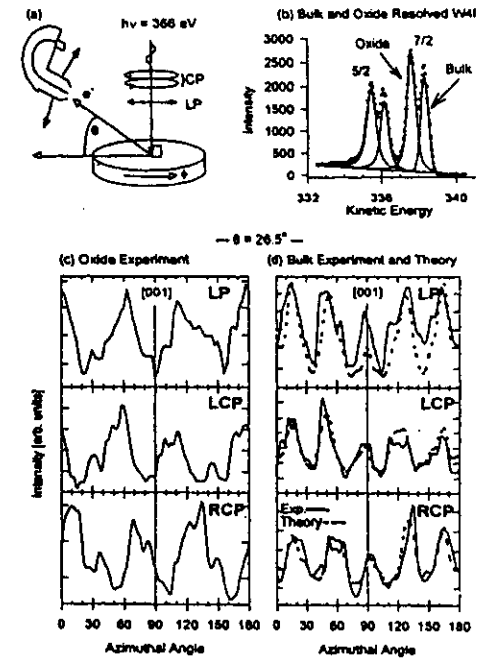 (a)
hν = 366 eV
CP
LP
e-
θ
ϕ
(b) Bulk and Oxide Resolved W4f
3000
2500
2000
1500
1000
500
0
Intensity
Oxide
7/2
5/2
Bulk
332
336
340
Kinetic Energy
— θ = 26.5° —
(c) Oxide Experiment
[001]
LP
LCP
RCP
Intensity [arb. units]
0 30 60 90 120 150 180
Azimuthal Angle
(d) Bulk Experiment and Theory
[001]
LP
LCP
Exp.
Theory
RCP
0 30 60 90 120 150 180
Azimuthal Angle